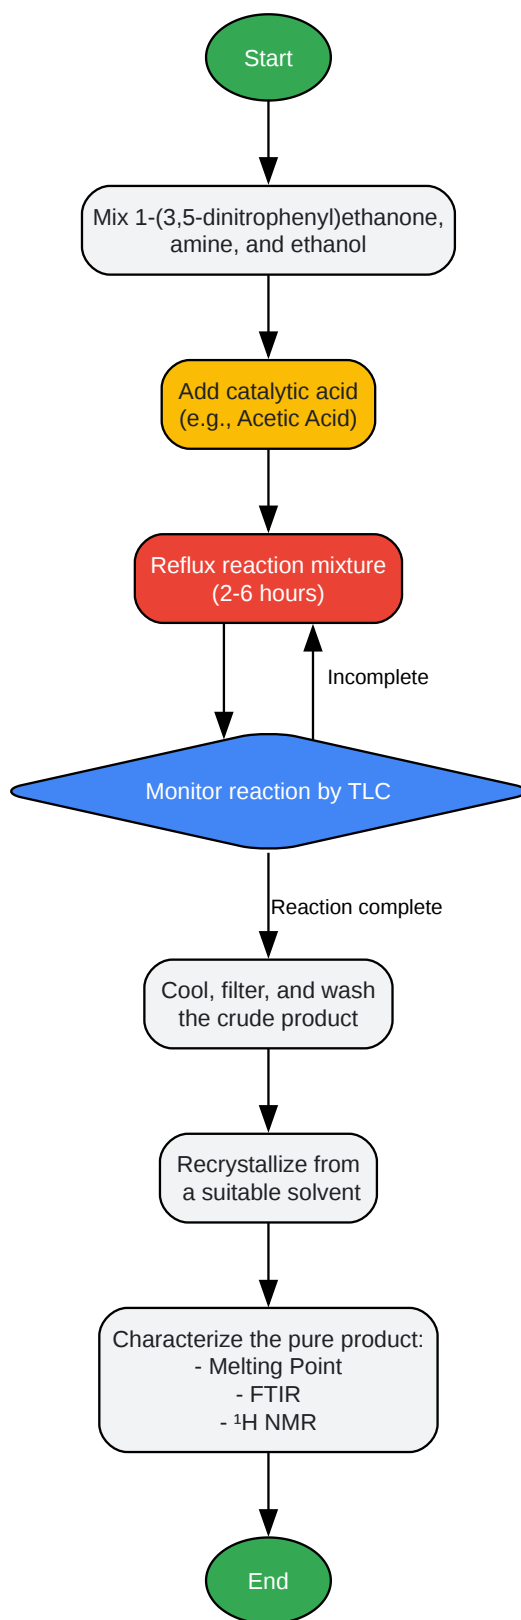 Start
Mix 1-(3,5-dinitrophenyl)ethanone,
amine, and ethanol
Add catalytic acid
(e.g., Acetic Acid)
Reflux reaction mixture
(2-6 hours)
Incomplete
Monitor reaction by TLC
Reaction complete
Cool, filter, and wash
the crude product
Recrystallize from
a suitable solvent
Characterize the pure product:
- Melting Point
- FTIR
- ¹H NMR
End